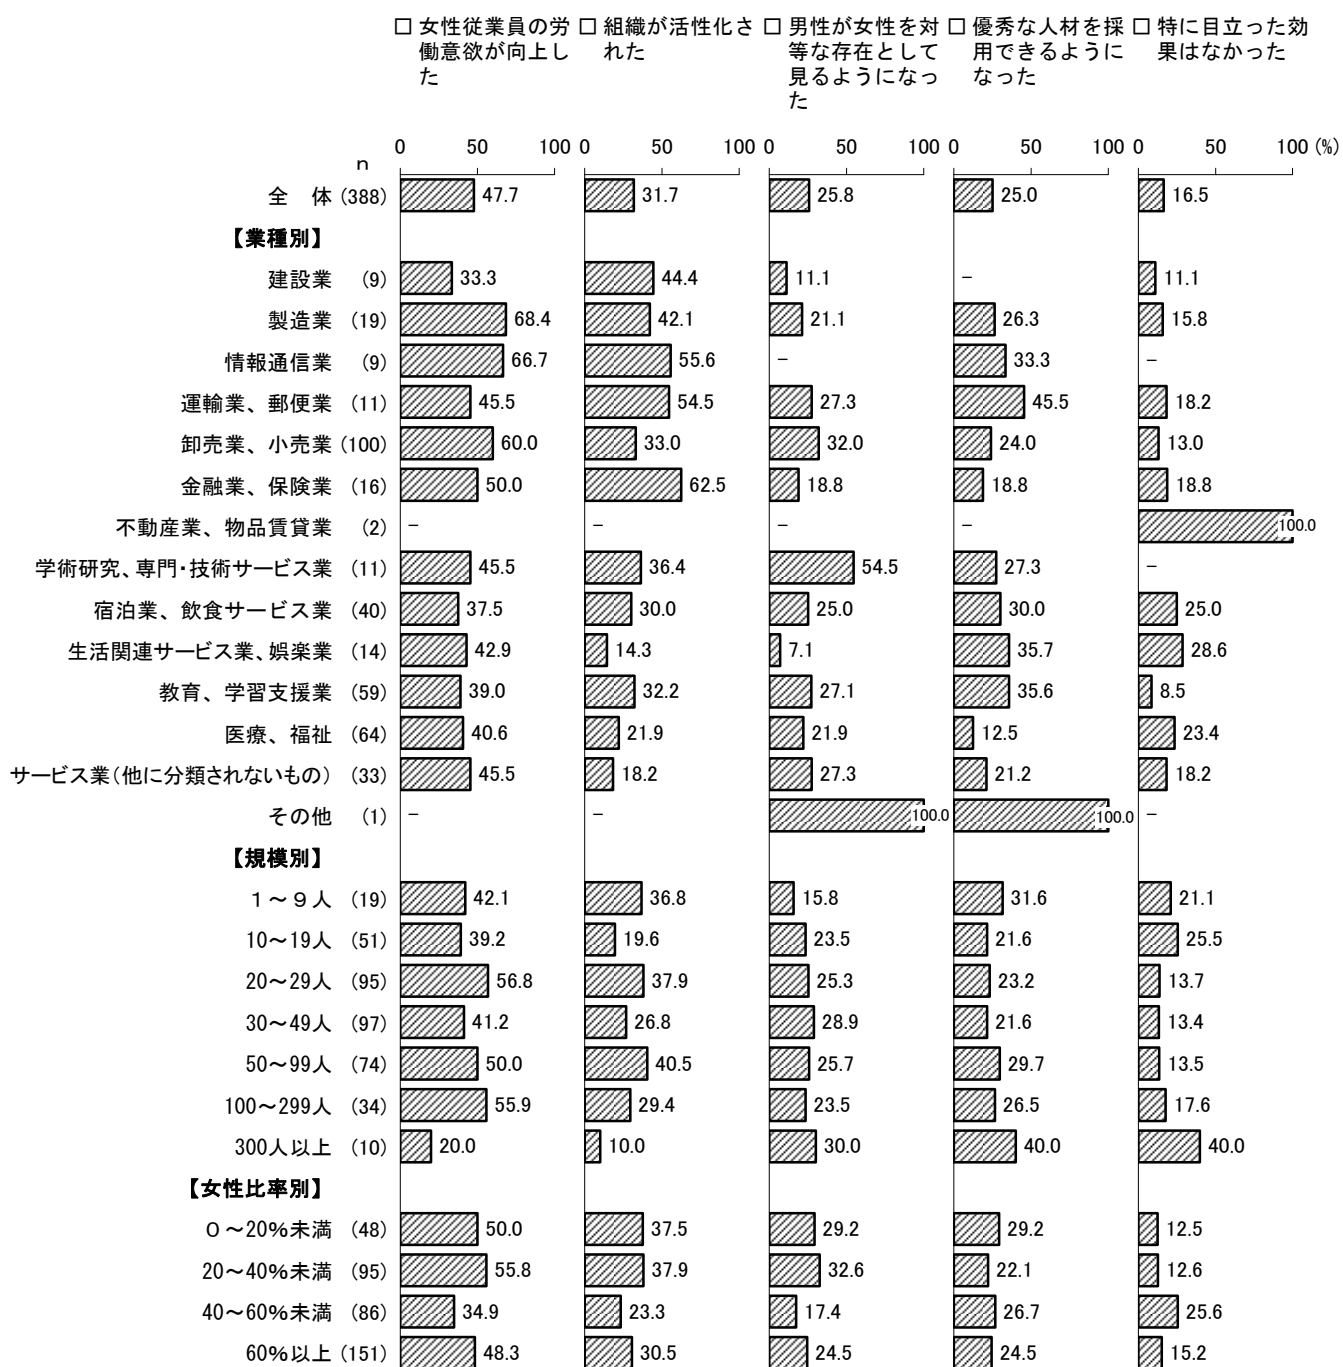 □ 女性従業員の労働意欲が向上した
□ 組織が活性化された
□ 男性が女性を対等な存在として見るようになった
□ 優秀な人材を採用できるようになった
□ 特に目立った効果はなかった
n 0 50 100 0 50 100 0 50 100 0 50 100 0 50 100 (%)
全 体 (388) 47.7 31.7 25.8 25.0 16.5
【業種別】
建設業 (9) 33.3 44.4 11.1 − 11.1
製造業 (19) 68.4 42.1 21.1 26.3 15.8
情報通信業 (9) 66.7 55.6 − 33.3 −
運輸業、郵便業 (11) 45.5 54.5 27.3 45.5 18.2
卸売業、小売業 (100) 60.0 33.0 32.0 24.0 13.0
金融業、保険業 (16) 50.0 62.5 18.8 18.8 18.8
不動産業、物品賃貸業 (2) − − − − 100.0
学術研究、専門・技術サービス業 (11) 45.5 36.4 54.5 27.3 −
宿泊業、飲食サービス業 (40) 37.5 30.0 25.0 30.0 25.0
生活関連サービス業、娯楽業 (14) 42.9 14.3 7.1 35.7 28.6
教育、学習支援業 (59) 39.0 32.2 27.1 35.6 8.5
医療、福祉 (64) 40.6 21.9 21.9 12.5 23.4
サービス業(他に分類されないもの) (33) 45.5 18.2 27.3 21.2 18.2
その他 (1) − − 100.0 100.0 −
【規模別】
1～9人 (19) 42.1 36.8 15.8 31.6 21.1
10～19人 (51) 39.2 19.6 23.5 21.6 25.5
20～29人 (95) 56.8 37.9 25.3 23.2 13.7
30～49人 (97) 41.2 26.8 28.9 21.6 13.4
50～99人 (74) 50.0 40.5 25.7 29.7 13.5
100～299人 (34) 55.9 29.4 23.5 26.5 17.6
300人以上 (10) 20.0 10.0 30.0 40.0 40.0
【女性比率別】
0～20%未満 (48) 50.0 37.5 29.2 29.2 12.5
20～40%未満 (95) 55.8 37.9 32.6 22.1 12.6
40～60%未満 (86) 34.9 23.3 17.4 26.7 25.6
60%以上 (151) 48.3 30.5 24.5 24.5 15.2